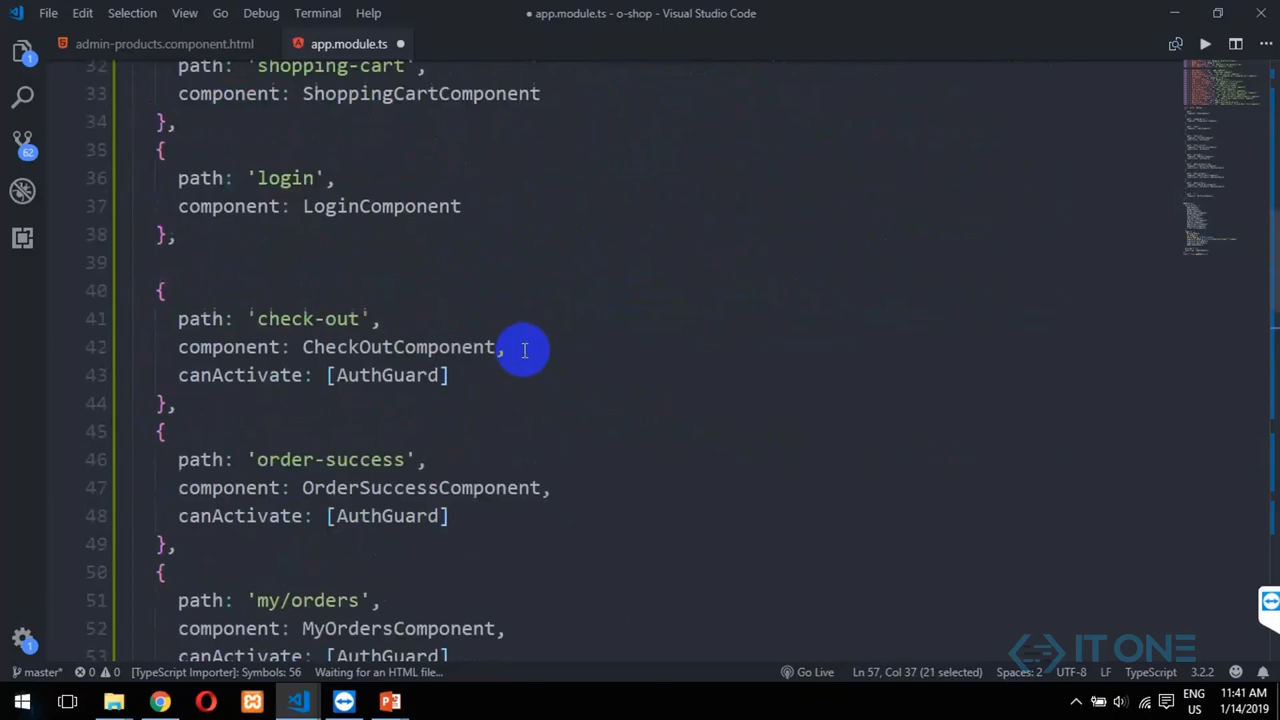 File Edit Selection View Go Debug Terminal Help
● app.module.ts - o-shop - Visual Studio Code
admin-products.component.html
app.module.ts ●
32 path: 'shopping-cart',
33 component: ShoppingCartComponent
34 },
35 {
36 path: 'login',
37 component: LoginComponent
38 },
39
40 {
41 path: 'check-out',
42 component: CheckOutComponent,
43 canActivate: [AuthGuard]
44 },
45 {
46 path: 'order-success',
47 component: OrderSuccessComponent,
48 canActivate: [AuthGuard]
49 },
50 {
51 path: 'my/orders',
52 component: MyOrdersComponent,
53 canActivate: [AuthGuard]
1
62
1
IT ONE
master* 0 0 [TypeScript Importer]: Symbols: 56 Waiting for an HTML file... Go Live Ln 57, Col 37 (21 selected) Spaces: 2 UTF-8 LF TypeScript 3.2.2
ENG 11:41 AM
US 1/14/2019